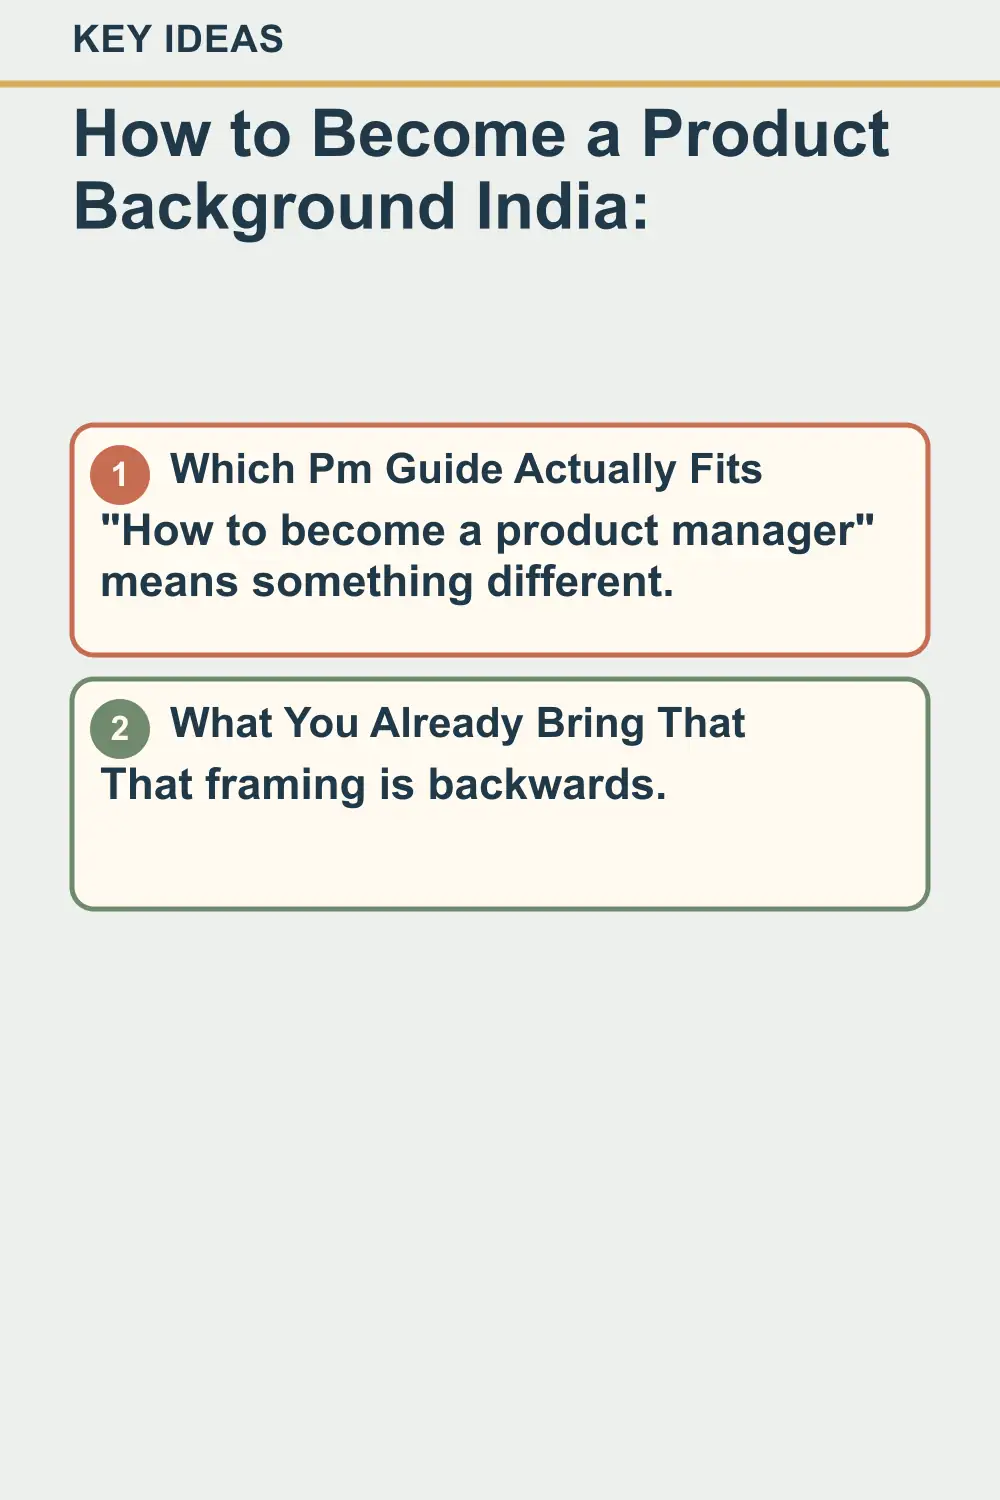 KEY IDEAS
How to Become a Product
Background India:
1 Which Pm Guide Actually Fits
"How to become a product manager"
means something different.
2 What You Already Bring That
That framing is backwards.